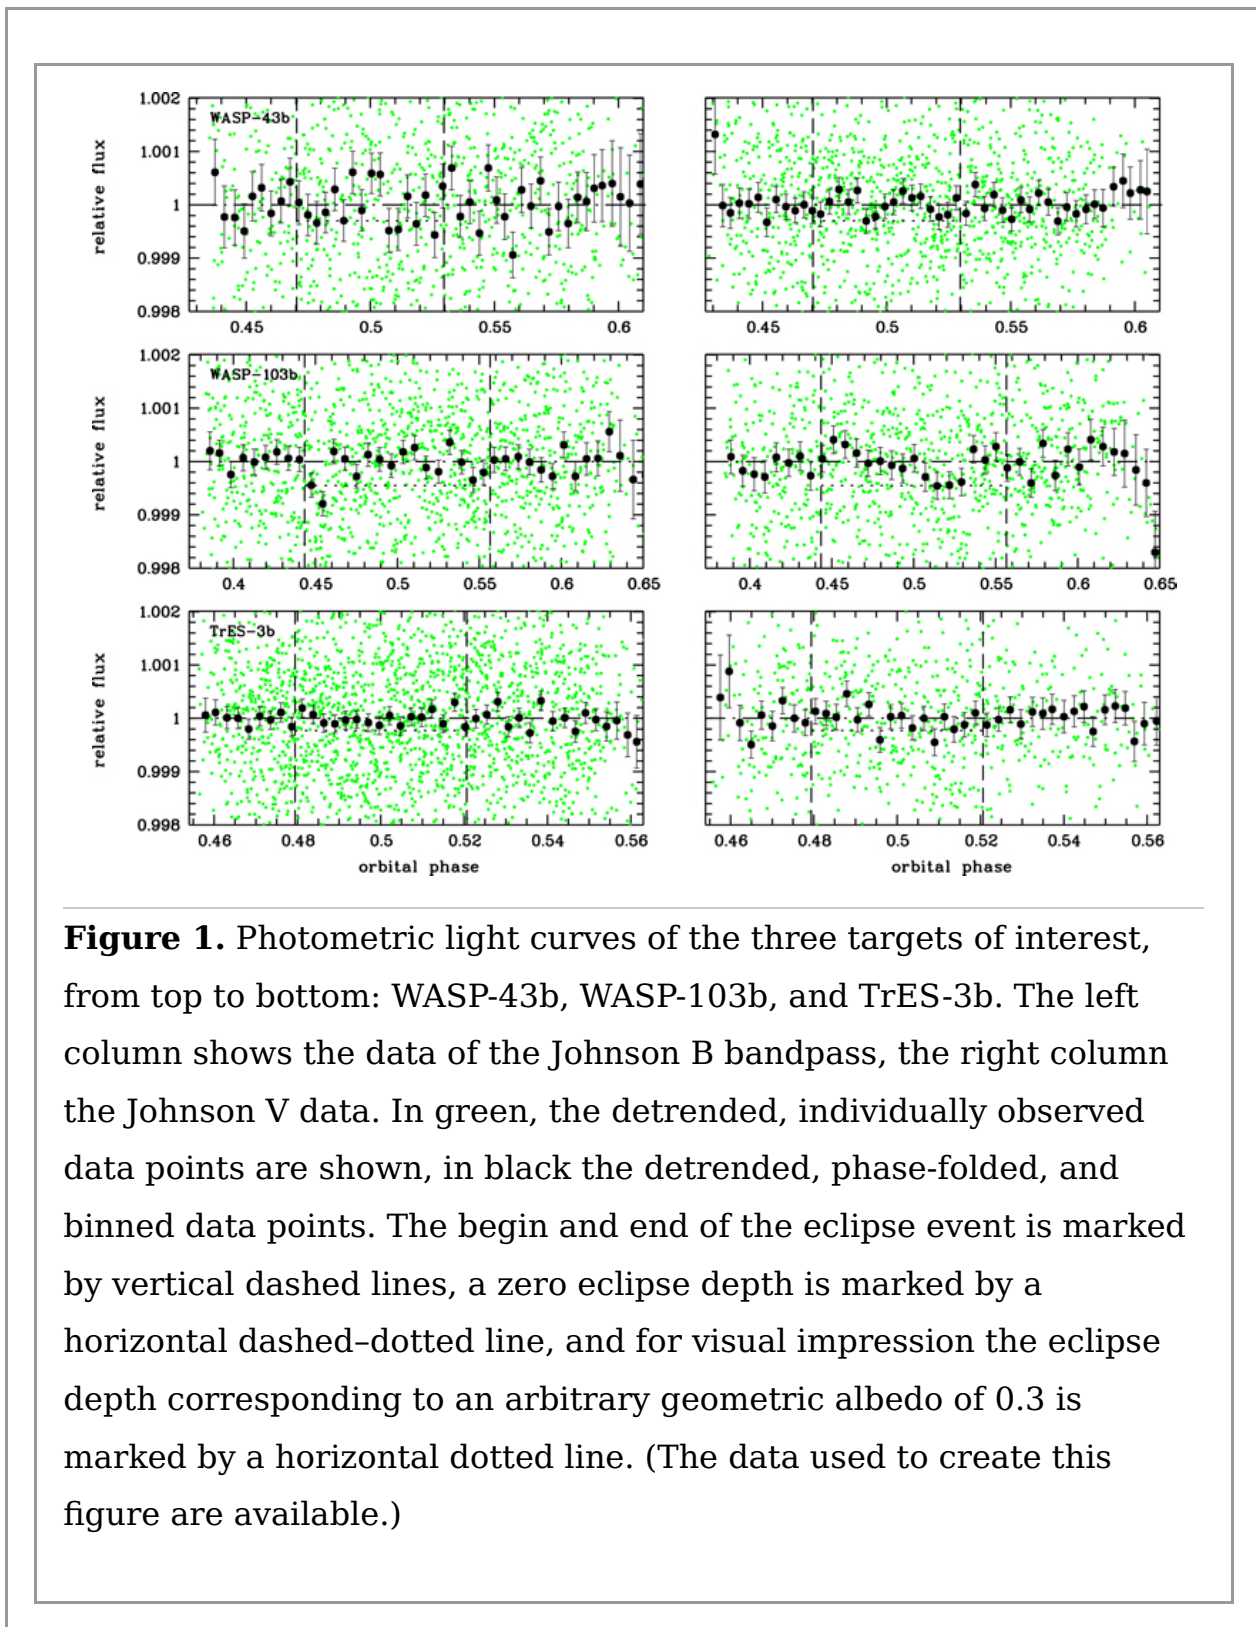 1.002
WASP-43b
1.001
1
0.999
0.998
relative flux
0.45 0.5 0.55 0.6
0.45 0.5 0.55 0.6
1.002
WASP-103b
1.001
1
0.999
0.998
relative flux
0.4 0.45 0.5 0.55 0.6 0.65
0.4 0.45 0.5 0.55 0.6 0.65
1.002
TrES-3b
1.001
1
0.999
0.998
relative flux
0.46 0.48 0.5 0.52 0.54 0.56
0.46 0.48 0.5 0.52 0.54 0.56
orbital phase
orbital phase
Figure 1. Photometric light curves of the three targets of interest,
from top to bottom: WASP-43b, WASP-103b, and TrES-3b. The left
column shows the data of the Johnson B bandpass, the right column
the Johnson V data. In green, the detrended, individually observed
data points are shown, in black the detrended, phase-folded, and
binned data points. The begin and end of the eclipse event is marked
by vertical dashed lines, a zero eclipse depth is marked by a
horizontal dashed–dotted line, and for visual impression the eclipse
depth corresponding to an arbitrary geometric albedo of 0.3 is
marked by a horizontal dotted line. (The data used to create this
figure are available.)